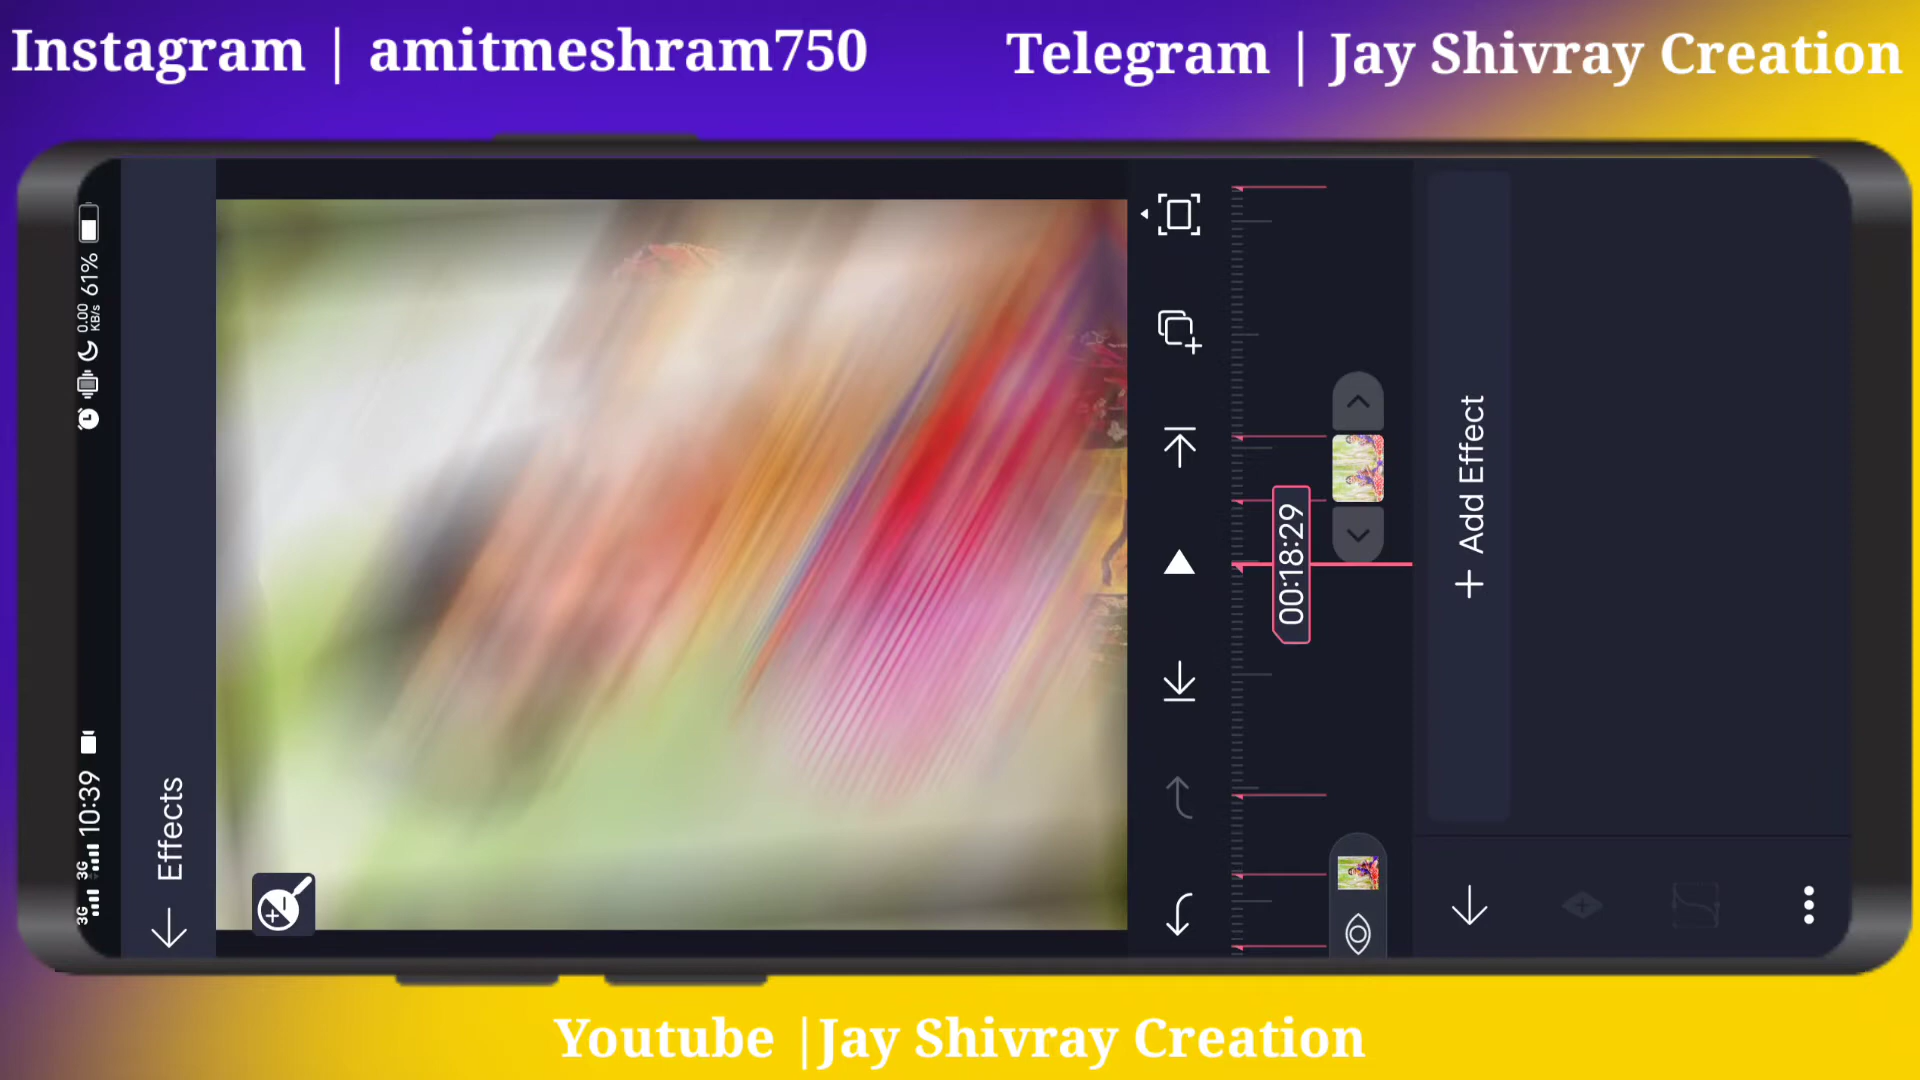 Instagram | amitmeshram750
Telegram | Jay Shivray Creation
3G 3G 10:39
0.00 KB/s 61%
Effects
00:18:29
+ Add Effect
Youtube |Jay Shivray Creation